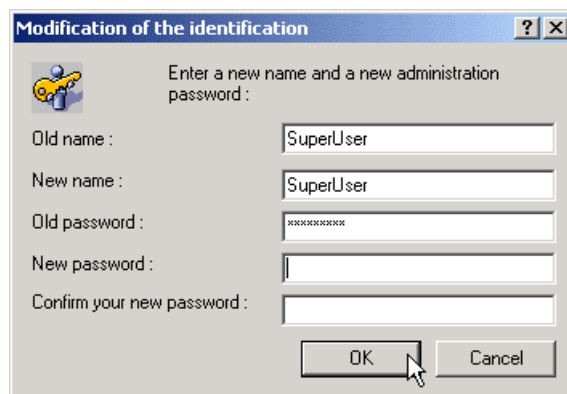 Modification of the identification
Enter a new name and a new administration
password :
Old name :
SuperUser
New name :
SuperUser
Old password :
*********
New password :
Confirm your new password :
OK
Cancel